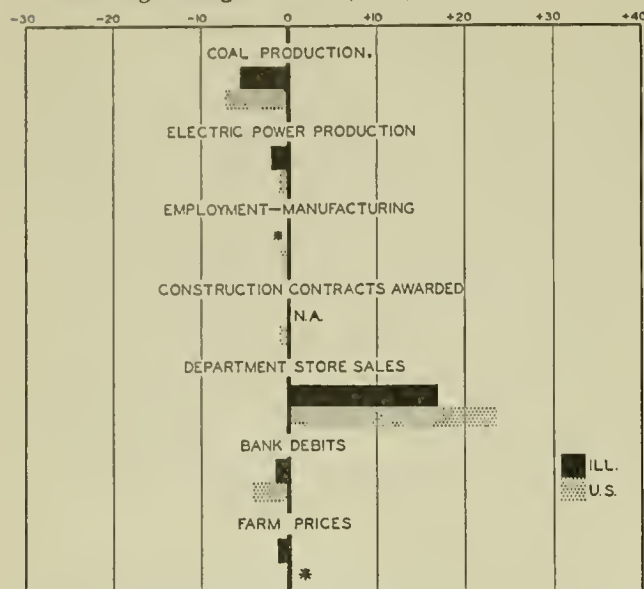 -30 -20 -10 0 +10 +20 +30 +40
COAL PRODUCTION.
ELECTRIC POWER PRODUCTION
EMPLOYMENT—MANUFACTURING
*
CONSTRUCTION CONTRACTS AWARDED
N.A.
DEPARTMENT STORE SALES
BANK DEBITS
ILL.
U.S.
FARM PRICES
*